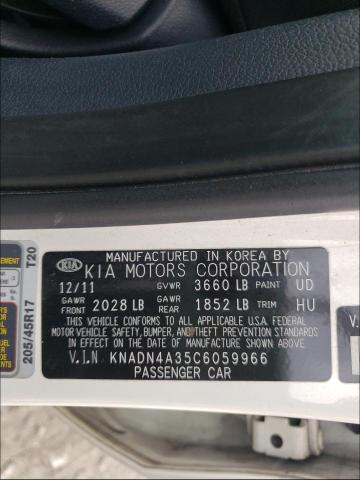 MANUFACTURED IN KOREA BY
KIA KIA MOTORS CORPORATION
12/11 GVWR 3660 LB PAINT UD
GAWR FRONT 2028 LB GAWR REAR 1852 LB TRIM HU
THIS VEHICLE CONFORMS TO ALL APPLICABLE U.S.A FEDERAL
MOTOR VEHICLE SAFETY, BUMPER, AND THEFT PREVENTION
STANDARDS IN EFFECT ON THE DATE OF MANUFACTURE SHOWN ABOVE.
V.I.N KNADN4A35C6059966
PASSENGER CAR
205/45R17 T20